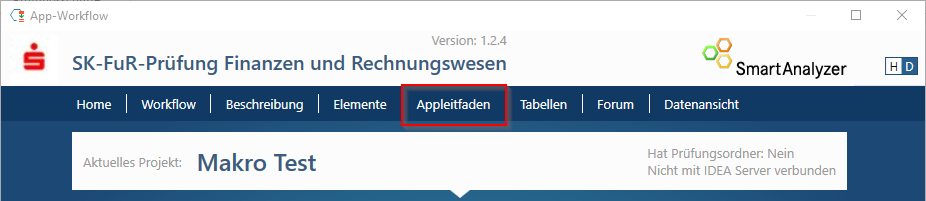 App-Workflow
Version: 1.2.4
SK-FuR-Prüfung Finanzen und Rechnungswesen
SmartAnalyzer
H D
Home Workflow Beschreibung Elemente Appleitfaden Tabellen Forum Datenansicht
Aktuelles Projekt: Makro Test
Hat Prüfungsordner: Nein
Nicht mit IDEA Server verbunden